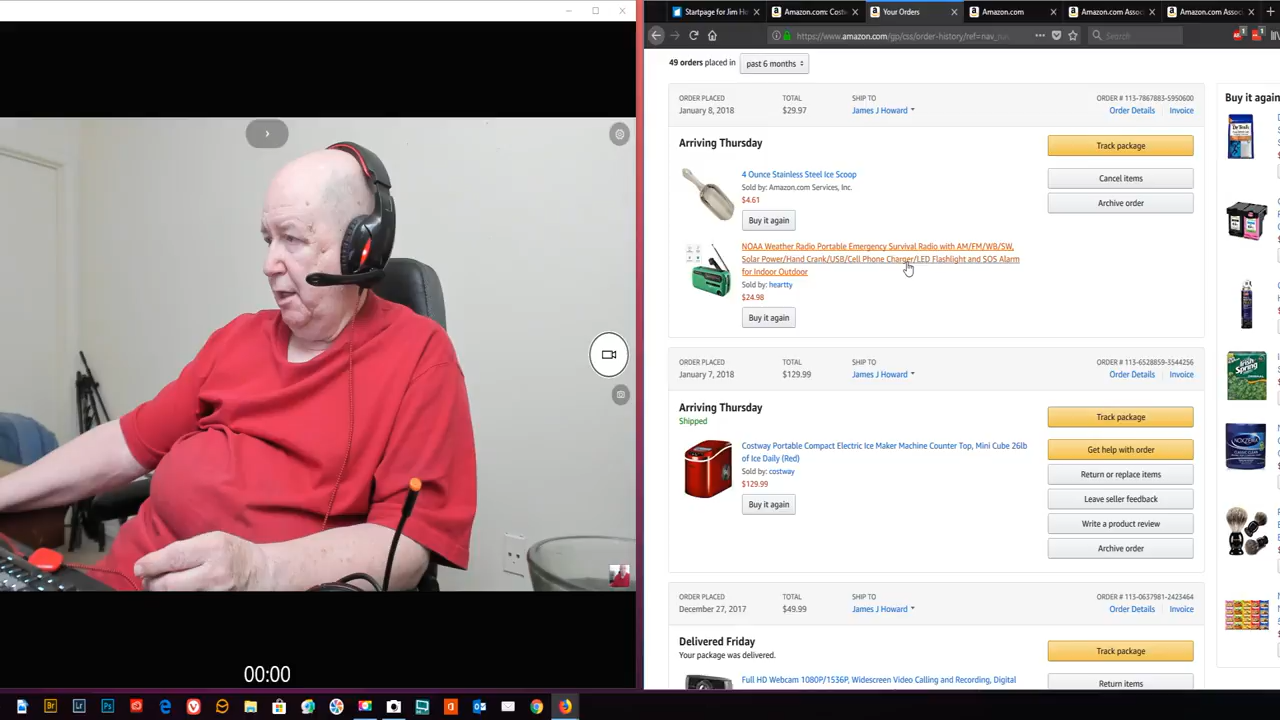 Startpage for Jim H
Amazon.com: Costw
Your Orders
Amazon.com
Amazon.com Assoc
Amazon.com Assoc
https://www.amazon.com/gp/css/order-history/ref=nav_nav
Search
49 orders placed in past 6 months
ORDER PLACED TOTAL SHIP TO ORDER # 113-7867883-5950600
January 8, 2018 $29.97 James J Howard Order Details Invoice
Arriving Thursday
Track package
4 Ounce Stainless Steel Ice Scoop
Sold by: Amazon.com Services, Inc.
$4.61
Buy it again
Cancel items
Archive order
NOAA Weather Radio Portable Emergency Survival Radio with AM/FM/WB/SW,
Solar Power/Hand Crank/USB/Cell Phone Charger/LED Flashlight and SOS Alarm
for Indoor Outdoor
Sold by: heartty
$24.98
Buy it again
ORDER PLACED TOTAL SHIP TO ORDER # 113-6528859-3544256
January 7, 2018 $129.99 James J Howard Order Details Invoice
Arriving Thursday
Shipped
Track package
Get help with order
Return or replace items
Leave seller feedback
Write a product review
Archive order
Costway Portable Compact Electric Ice Maker Machine Counter Top, Mini Cube 26lb
of Ice Daily (Red)
Sold by: costway
$129.99
Buy it again
ORDER PLACED TOTAL SHIP TO ORDER # 113-0637981-2423464
December 27, 2017 $49.99 James J Howard Order Details Invoice
Delivered Friday
Your package was delivered.
Track package
Full HD Webcam 1080P/1536P, Widescreen Video Calling and Recording, Digital
Return items
Buy it again
Irish
Spring
NOXZEMA
00:00
Br
Lr
Ps